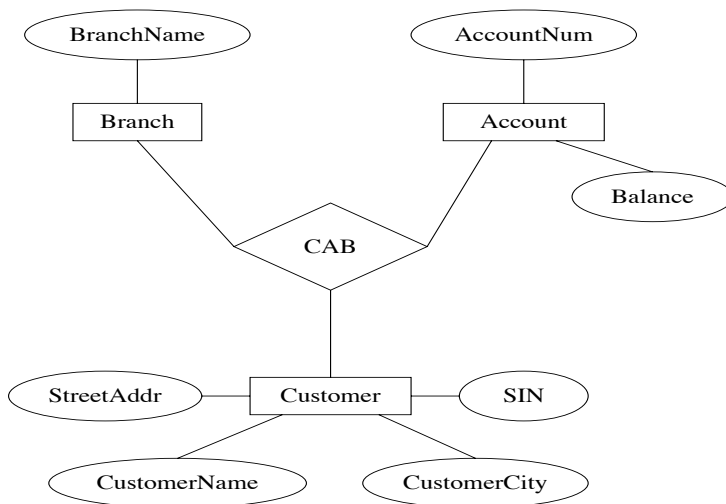 BranchName
AccountNum
Branch
Account
Balance
CAB
StreetAddr
Customer
SIN
CustomerName
CustomerCity